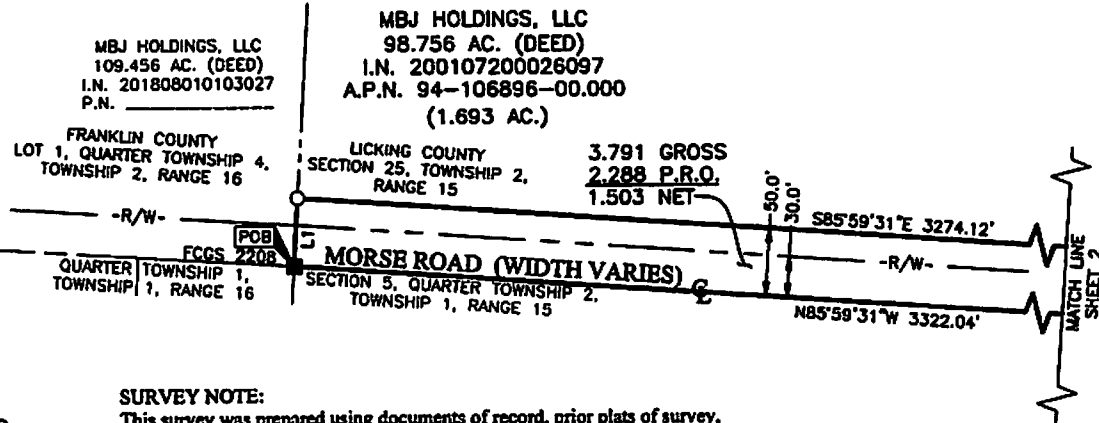 MBJ HOLDINGS, LLC
109.456 AC. (DEED)
I.N. 201808010103027
P.N.
MBJ HOLDINGS, LLC
98.756 AC. (DEED)
I.N. 200107200026097
A.P.N. 94-106896-00.000
(1.693 AC.)
FRANKLIN COUNTY
LOT 1, QUARTER TOWNSHIP 4,
TOWNSHIP 2, RANGE 16
LICKING COUNTY
SECTION 25, TOWNSHIP 2,
RANGE 15
3.791 GROSS
2.288 P.R.O.
1.503 NET
50.0'
30.0'
S85°59'31"E 3274.12'
-R/W-
-R/W-
POB
L1
FCGS 2208
MORSE ROAD (WIDTH VARIES)
QUARTER TOWNSHIP 1,
TOWNSHIP 1, RANGE 16
SECTION 5, QUARTER TOWNSHIP 2,
TOWNSHIP 1, RANGE 15
N85°59'31"W 3322.04'
MATCH LINE
SHEET 2
SURVEY NOTE:
This survey was prepared using documents of record, prior plats of survey,